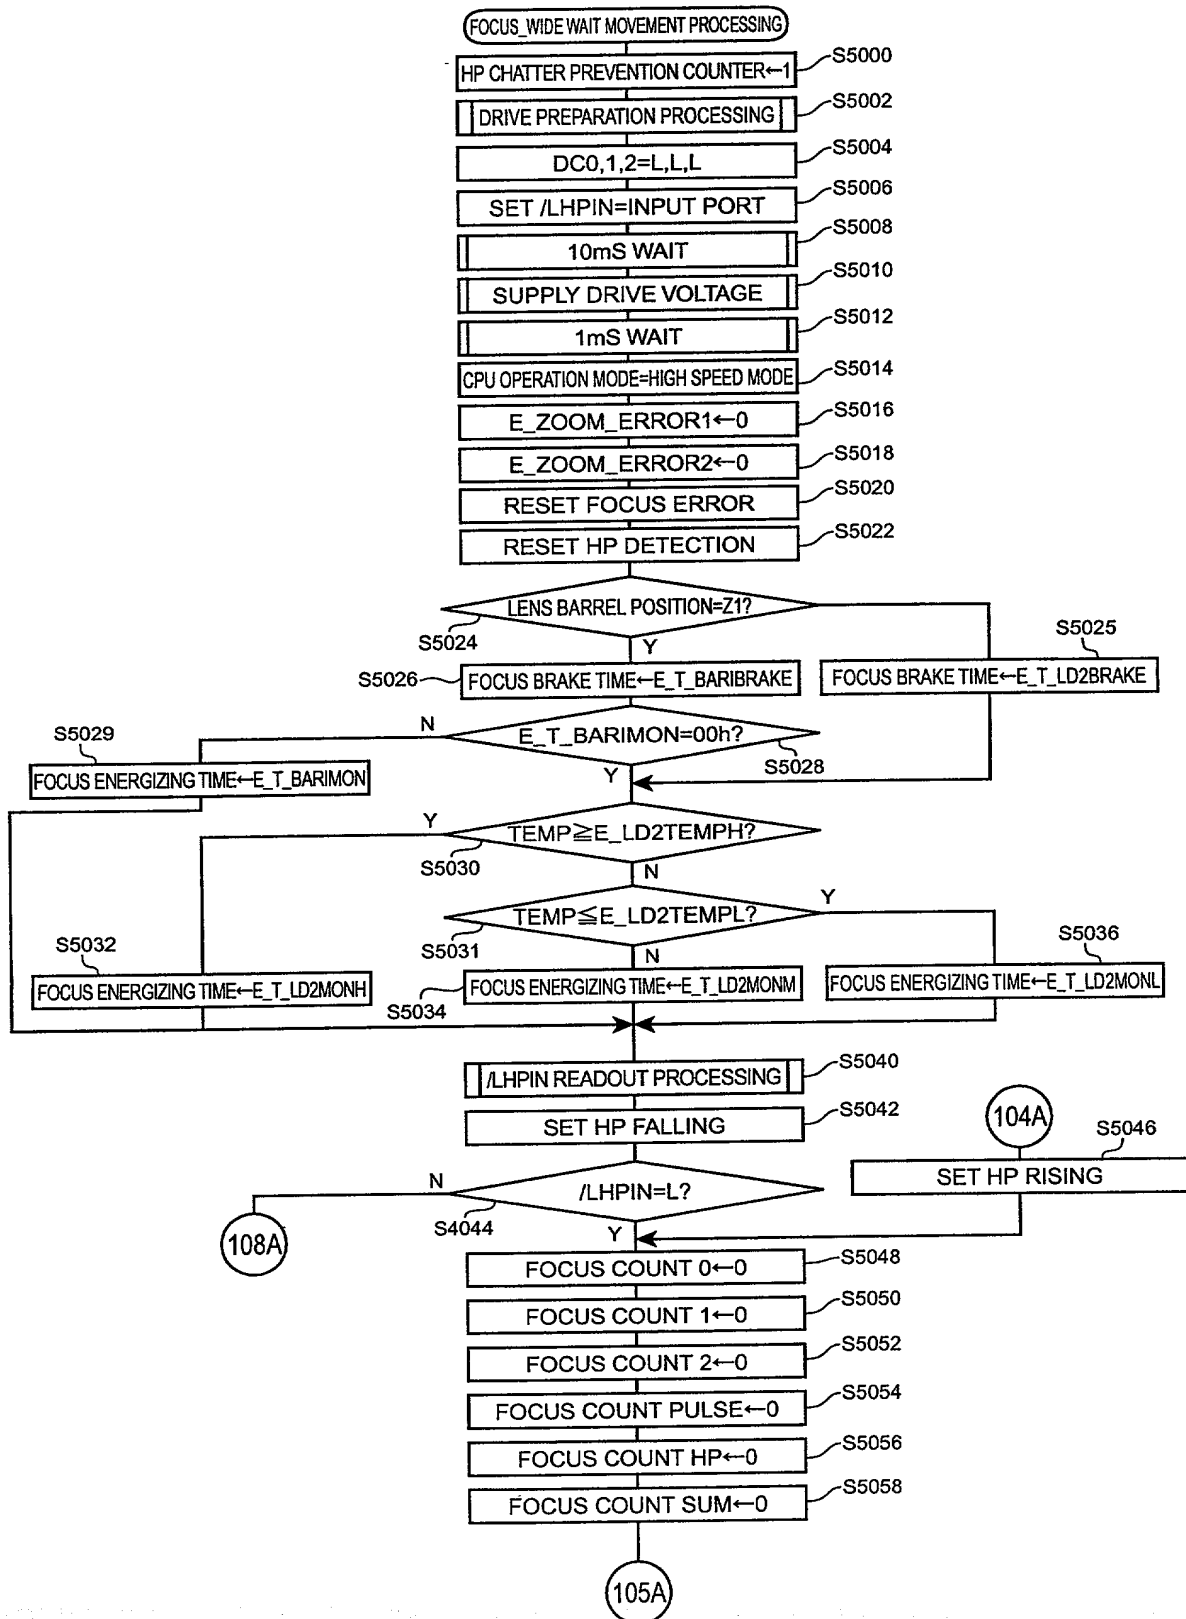 FOCUS_WIDE WAIT MOVEMENT PROCESSING
HP CHATTER PREVENTION COUNTER←1
S5000
DRIVE PREPARATION PROCESSING
S5002
DC0,1,2=L,L,L
S5004
SET /LHPIN=INPUT PORT
S5006
10mS WAIT
S5008
SUPPLY DRIVE VOLTAGE
S5010
1mS WAIT
S5012
CPU OPERATION MODE=HIGH SPEED MODE
S5014
E_ZOOM_ERROR1←0
S5016
E_ZOOM_ERROR2←0
S5018
RESET FOCUS ERROR
S5020
RESET HP DETECTION
S5022
LENS BARREL POSITION=Z1?
S5024
Y
S5025
FOCUS BRAKE TIME←E_T_LD2BRAKE
S5026
FOCUS BRAKE TIME←E_T_BARIBRAKE
E_T_BARIMON=00h?
N
S5028
Y
S5029
FOCUS ENERGIZING TIME←E_T_BARIMON
TEMP≧E_LD2TEMPH?
Y
S5030
N
TEMP≦E_LD2TEMPL?
Y
S5031
N
S5032
FOCUS ENERGIZING TIME←E_T_LD2MONH
FOCUS ENERGIZING TIME←E_T_LD2MONM
S5034
S5036
FOCUS ENERGIZING TIME←E_T_LD2MONL
/LHPIN READOUT PROCESSING
S5040
SET HP FALLING
S5042
104A
S5046
SET HP RISING
/LHPIN=L?
N
S4044
Y
108A
FOCUS COUNT 0←0
S5048
FOCUS COUNT 1←0
S5050
FOCUS COUNT 2←0
S5052
FOCUS COUNT PULSE←0
S5054
FOCUS COUNT HP←0
S5056
FOCUS COUNT SUM←0
S5058
105A